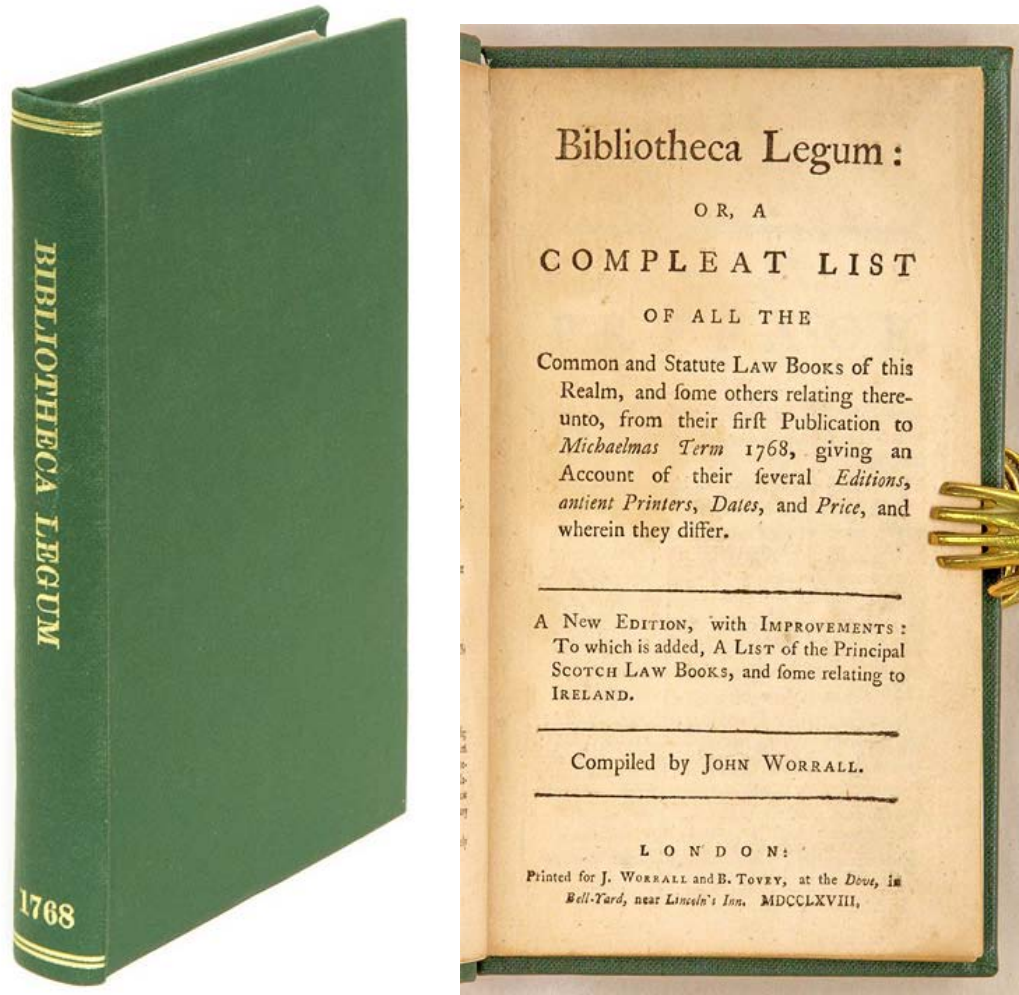 BIBLIOTHECA LEGUM
1768
Bibliotheca Legum:
OR, A
COMPLEAT LIST
OF ALL THE
Common and Statute LAW BOOKS of this
Realm, and ſome others relating there-
unto, from their firſt Publication to
Michaelmas Term 1768, giving an
Account of their ſeveral Editions,
antient Printers, Dates, and Price, and
wherein they differ.
A NEW EDITION, with IMPROVEMENTS:
To which is added, A LIST of the Principal
SCOTCH LAW BOOKS, and ſome relating to
IRELAND.
Compiled by JOHN WORRALL.
LONDON:
Printed for J. WORRALL and B. TOVEY, at the Dove, in
Bell-Yard, near Lincoln's Inn. MDCCLXVIII.